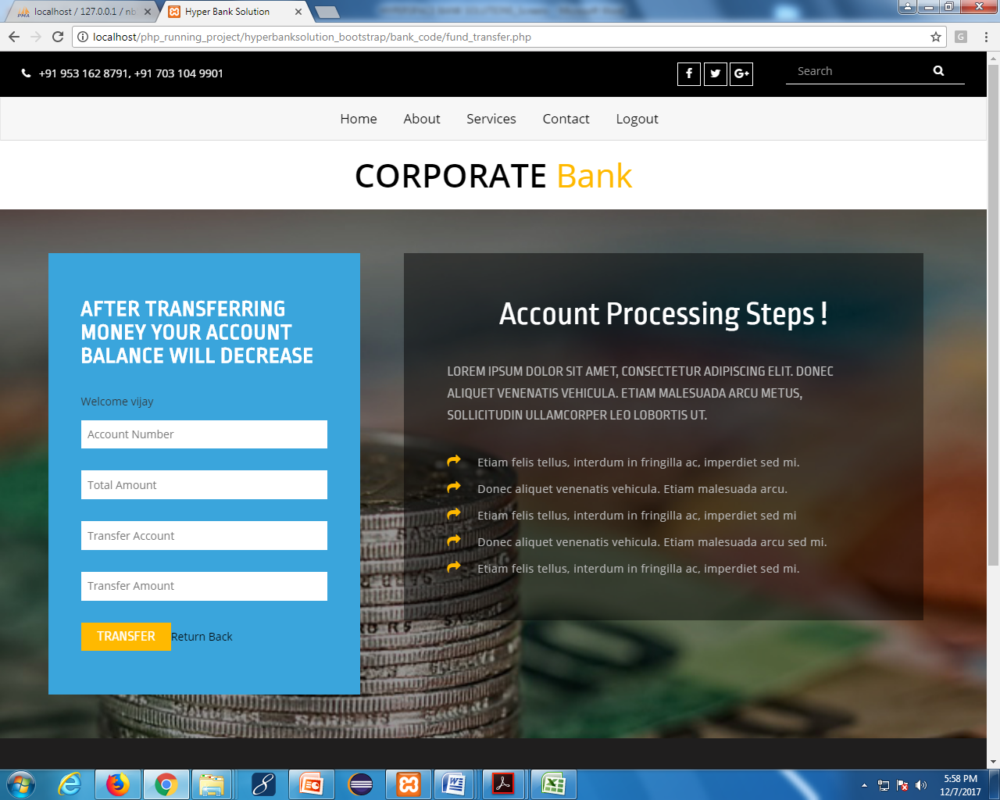 localhost / 127.0.0.1 / nb
Hyper Bank Solution
localhost/php_running_project/hyperbanksolution_bootstrap/bank_code/fund_transfer.php
+91 953 162 8791, +91 703 104 9901
Search
Home About Services Contact Logout
CORPORATE Bank
AFTER TRANSFERRING
MONEY YOUR ACCOUNT
BALANCE WILL DECREASE
Welcome vijay
Account Number
Total Amount
Transfer Account
Transfer Amount
TRANSFER Return Back
Account Processing Steps !
LOREM IPSUM DOLOR SIT AMET, CONSECTETUR ADIPISCING ELIT. DONEC
ALIQUET VENENATIS VEHICULA. ETIAM MALESUADA ARCU METUS,
SOLLICITUDIN ULLAMCORPER LEO LOBORTIS UT.
Etiam felis tellus, interdum in fringilla ac, imperdiet sed mi.
Donec aliquet venenatis vehicula. Etiam malesuada arcu.
Etiam felis tellus, interdum in fringilla ac, imperdiet sed mi
Donec aliquet venenatis vehicula. Etiam malesuada arcu sed mi.
Etiam felis tellus, interdum in fringilla ac, imperdiet sed mi.
5:58 PM
12/7/2017